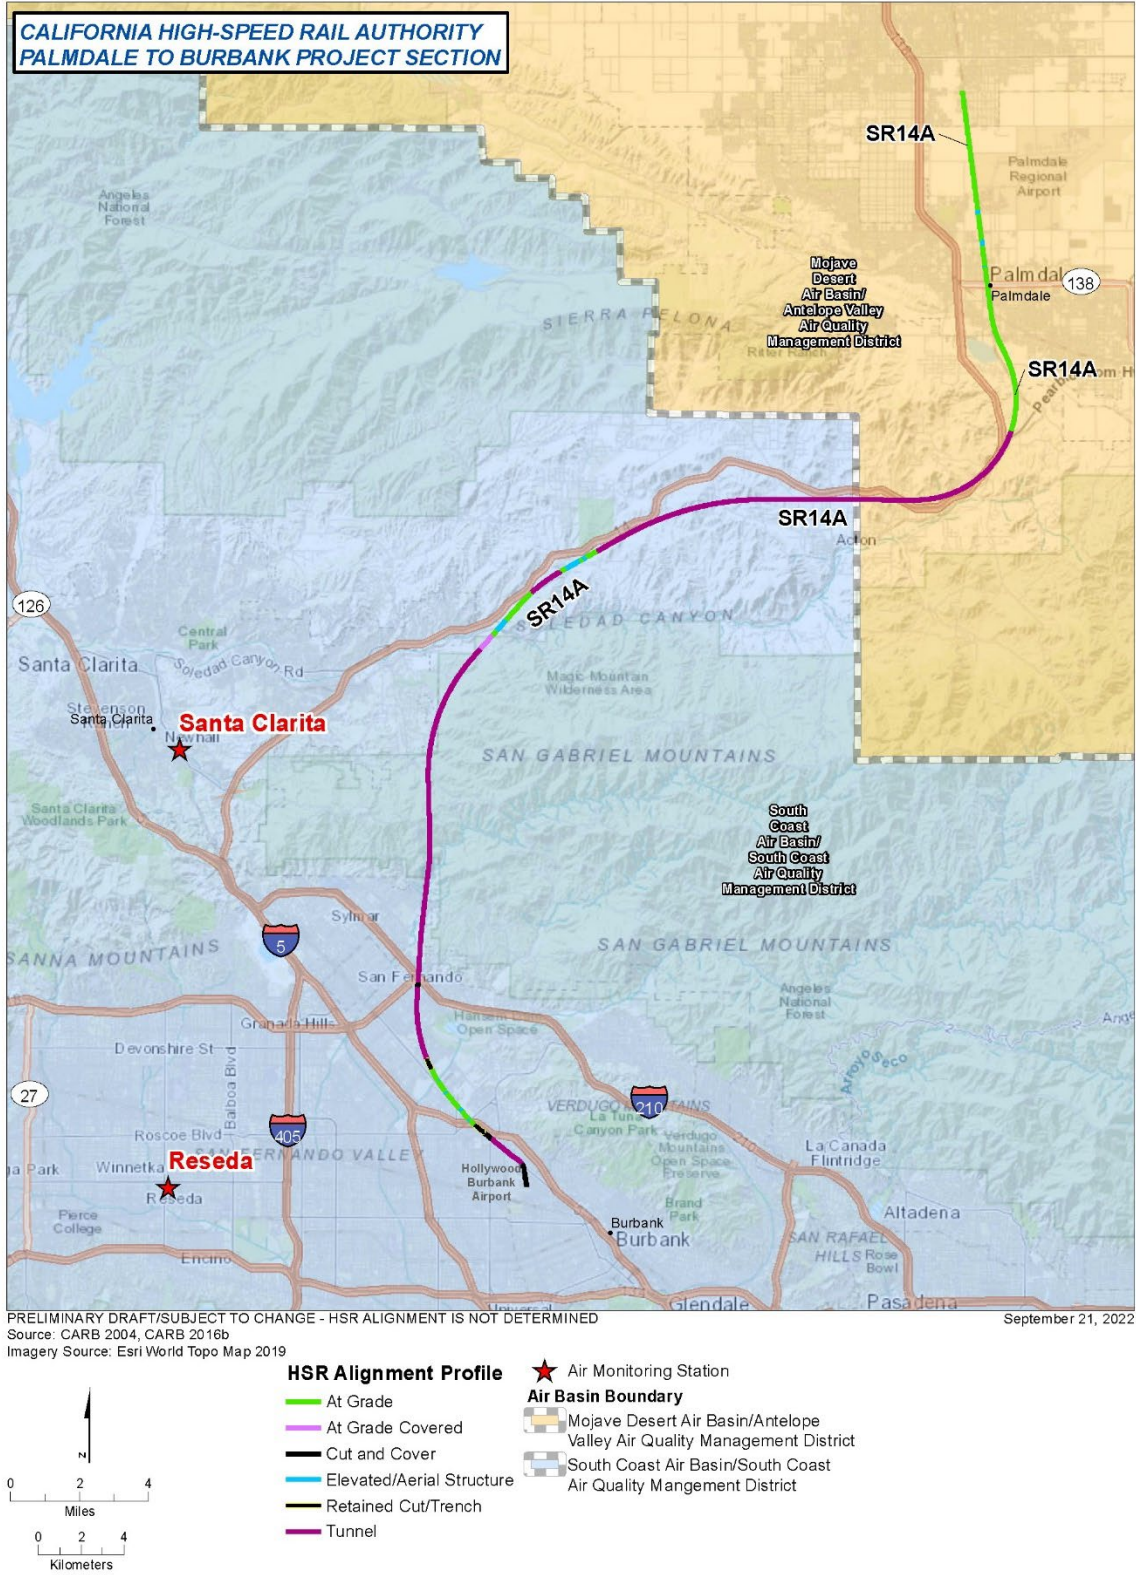 CALIFORNIA HIGH-SPEED RAIL AUTHORITY
PALMDALE TO BURBANK PROJECT SECTION
SR14A
Palmdale
Regional
Airport
Angeles
National
Forest
Mojave
Desert
Air Basin/
Antelope Valley
Air Quality
Management District
Palmdal
138
Palmdale
SIERRA PELONA
Ritter Ranch
SR14A
SR14A
Acton
SR14A
126
SOLEDAD CANYON
Central
Park
Santa Clarita
Soledad Canyon Rd
Magic Mountain
Wilderness Area
Santa Clarita
Newhall
Santa Clarita
SAN GABRIEL MOUNTAINS
Santa Clarita
Woodlands Park
South
Coast
Air Basin/
South Coast
Air Quality
Management District
Sylmar
5
SAN GABRIEL MOUNTAINS
SANNA MOUNTAINS
San Fernando
Angeles
National
Forest
Ange
Granada Hills
Open Space
Devonshire St
Balboa Blvd
Arroyo Seco
27
210
210
VERDUGO MOUNTAINS
La Tuna
Canyon Park
405
Roscoe Blvd
SAN FERNANDO VALLEY
Verdugo
Mountains
Open Space
Preserve
La Canada
Flintridge
Reseda
Winnetka
Reseda
Hollywood
Burbank
Airport
Pierce
College
Brand
Park
Altadena
Burbank
Burbank
SAN RAFAEL
HILLS
Rose
Bowl
Encino
Universal
Glendale
Pasadena
PRELIMINARY DRAFT/SUBJECT TO CHANGE - HSR ALIGNMENT IS NOT DETERMINED
September 21, 2022
Source: CARB 2004, CARB 2016b
Imagery Source: Esri World Topo Map 2019
N
0 2 4
Miles
0 2 4
Kilometers
HSR Alignment Profile
At Grade
At Grade Covered
Cut and Cover
Elevated/Aerial Structure
Retained Cut/Trench
Tunnel
Air Monitoring Station
Air Basin Boundary
Mojave Desert Air Basin/Antelope
Valley Air Quality Management District
South Coast Air Basin/South Coast
Air Quality Mangement District